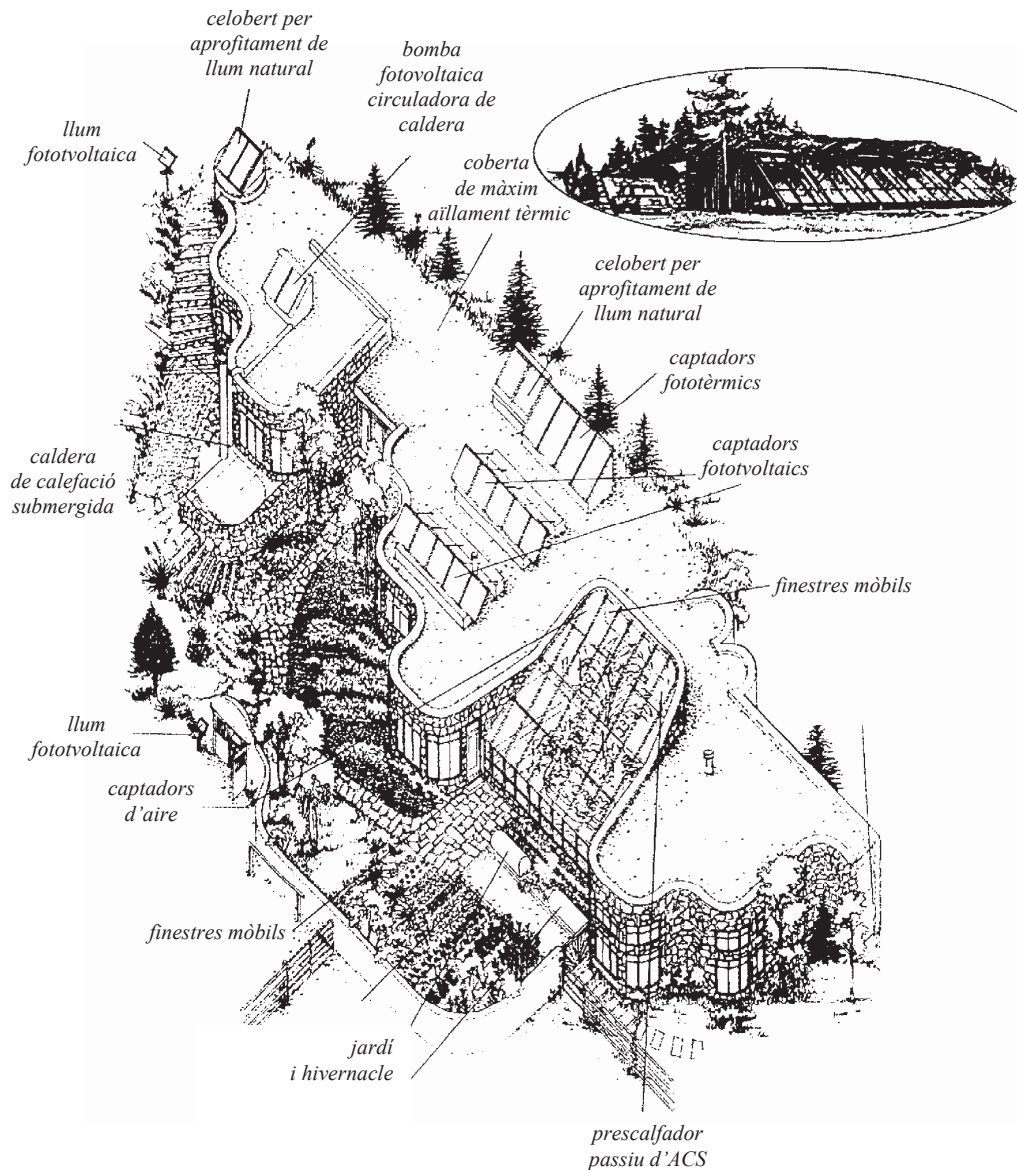 celobert per
aprofitament de
llum natural
bomba
fotovoltaica
circuladora de
caldera
llum
fototvoltaica
coberta
de màxim
aïllament tèrmic
celobert per
aprofitament de
llum natural
captadors
fototèrmics
captadors
fototvoltaics
caldera
de calefació
submergida
finestres mòbils
llum
fototvoltaica
captadors
d'aire
finestres mòbils
jardí
i hivernacle
prescalfador
passiu d'ACS